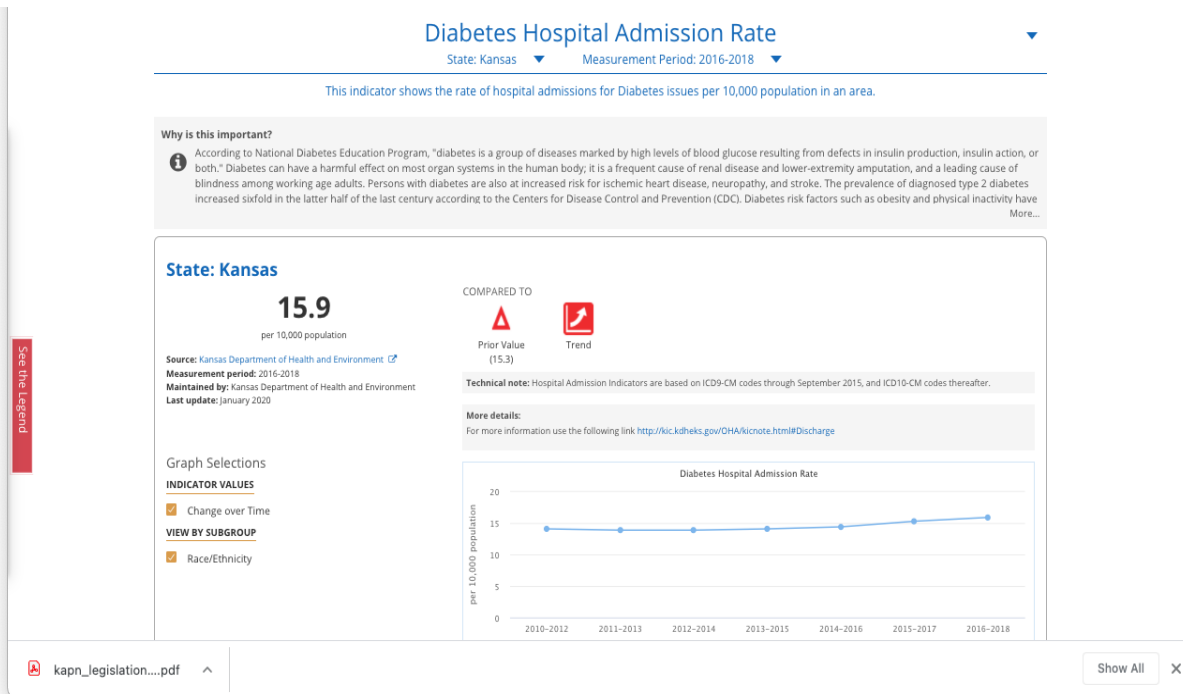 Diabetes Hospital Admission Rate
State: Kansas Measurement Period: 2016-2018
This indicator shows the rate of hospital admissions for Diabetes issues per 10,000 population in an area.
Why is this important?
According to National Diabetes Education Program, "diabetes is a group of diseases marked by high levels of blood glucose resulting from defects in insulin production, insulin action, or
both." Diabetes can have a harmful effect on most organ systems in the human body; it is a frequent cause of renal disease and lower-extremity amputation, and a leading cause of
blindness among working age adults. Persons with diabetes are also at increased risk for ischemic heart disease, neuropathy, and stroke. The prevalence of diagnosed type 2 diabetes
increased sixfold in the latter half of the last century according to the Centers for Disease Control and Prevention (CDC). Diabetes risk factors such as obesity and physical inactivity have
More...
State: Kansas
15.9
per 10,000 population
Source: Kansas Department of Health and Environment
Measurement period: 2016-2018
Maintained by: Kansas Department of Health and Environment
Last update: January 2020
COMPARED TO
Prior Value
(15.3)
Trend
Technical note: Hospital Admission Indicators are based on ICD9-CM codes through September 2015, and ICD10-CM codes thereafter.
More details:
For more information use the following link http://kic.kdheks.gov/OHA/kicnote.html#Discharge
See the Legend
Graph Selections
INDICATOR VALUES
Change over Time
VIEW BY SUBGROUP
Race/Ethnicity
Diabetes Hospital Admission Rate
per 10,000 population
20
15
10
5
0
2010-2012 2011-2013 2012-2014 2013-2015 2014-2016 2015-2017 2016-2018
kapn_legislation....pdf
Show All